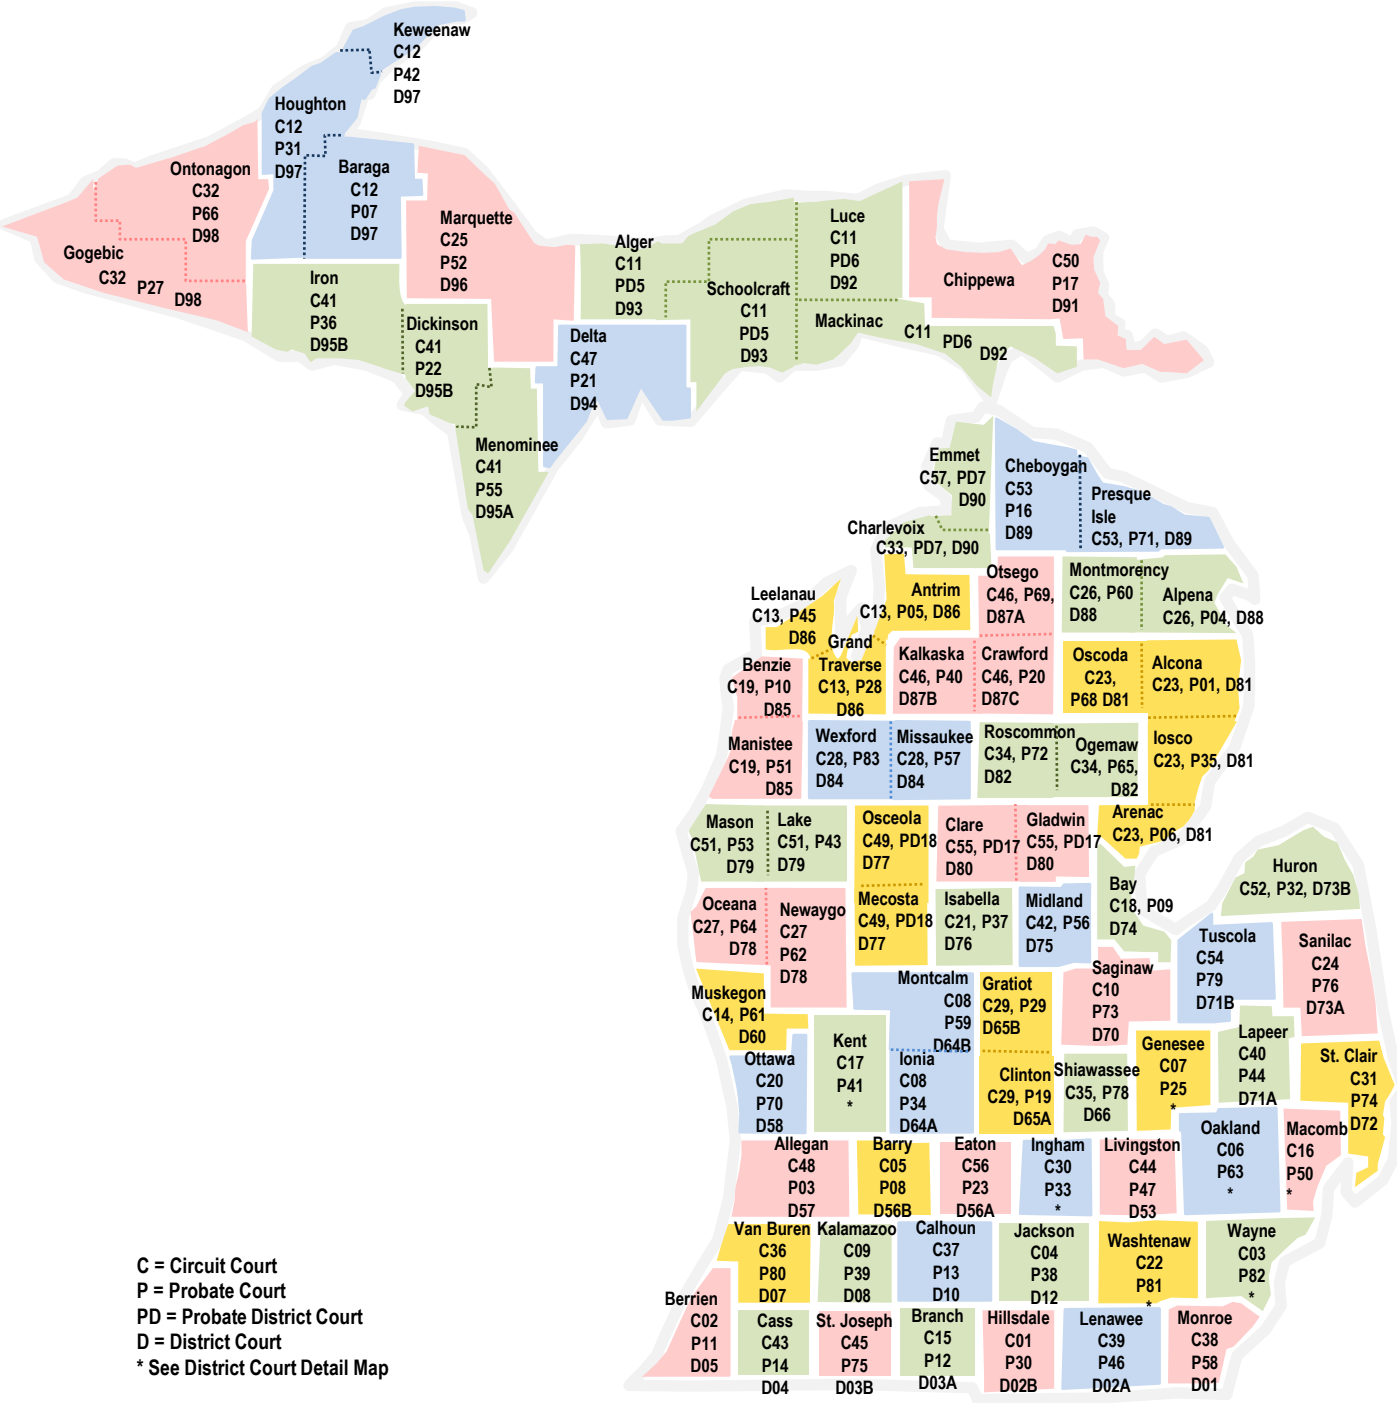 Keweenaw
C12
P42
D97
Houghton
C12
P31
D97
Baraga
C12
P07
D97
Ontonagon
C32
P66
D98
Gogebic
C32 P27 D98
Marquette
C25
P52
D96
Iron
C41
P36
D95B
Dickinson
C41
P22
D95B
Menominee
C41
P55
D95A
Delta
C47
P21
D94
Alger
C11
PD5
D93
Schoolcraft
C11
PD5
D93
Luce
C11
PD6
D92
Mackinac C11 PD6 D92
Chippewa
C50
P17
D91
Emmet
C57, PD7
D90
Cheboygan
C53
P16
D89
Presque
Isle
C53, P71, D89
Charlevoix
C33, PD7, D90
Otsego
C46, P69,
D87A
Montmorency
C26, P60
D88
Alpena
C26, P04, D88
Leelanau
C13, P45
D86
Antrim
C13, P05, D86
Grand
Traverse
C13, P28
D86
Benzie
C19, P10
D85
Kalkaska
C46, P40
D87B
Crawford
C46, P20
D87C
Oscoda
C23,
P68 D81
Alcona
C23, P01, D81
Manistee
C19, P51
D85
Wexford
C28, P83
D84
Missaukee
C28, P57
D84
Roscommon
C34, P72
D82
Ogemaw
C34, P65,
D82
Iosco
C23, P35, D81
Mason
C51, P53
D79
Lake
C51, P43
D79
Osceola
C49, PD18
D77
Clare
C55, PD17
D80
Gladwin
C55, PD17
D80
Arenac
C23, P06, D81
Huron
C52, P32, D73B
Oceana
C27, P64
D78
Newaygo
C27
P62
D78
Mecosta
C49, PD18
D77
Isabella
C21, P37
D76
Midland
C42, P56
D75
Bay
C18, P09
D74
Tuscola
C54
P79
D71B
Sanilac
C24
P76
D73A
Muskegon
C14, P61
D60
Montcalm
C08
P59
D64B
Gratiot
C29, P29
D65B
Saginaw
C10
P73
D70
Ottawa
C20
P70
D58
Kent
C17
P41
*
Ionia
C08
P34
D64A
Clinton
C29, P19
D65A
Shiawassee
C35, P78
D66
Genesee
C07
P25
*
Lapeer
C40
P44
D71A
St. Clair
C31
P74
D72
Allegan
C48
P03
D57
Barry
C05
P08
D56B
Eaton
C56
P23
D56A
Ingham
C30
P33
*
Livingston
C44
P47
D53
Oakland
C06
P63
*
Macomb
C16
P50
*
Van Buren
C36
P80
D07
Kalamazoo
C09
P39
D08
Calhoun
C37
P13
D10
Jackson
C04
P38
D12
Washtenaw
C22
P81
*
Wayne
C03
P82
*
Berrien
C02
P11
D05
Cass
C43
P14
D04
St. Joseph
C45
P75
D03B
Branch
C15
P12
D03A
Hillsdale
C01
P30
D02B
Lenawee
C39
P46
D02A
Monroe
C38
P58
D01
C = Circuit Court
P = Probate Court
PD = Probate District Court
D = District Court
* See District Court Detail Map